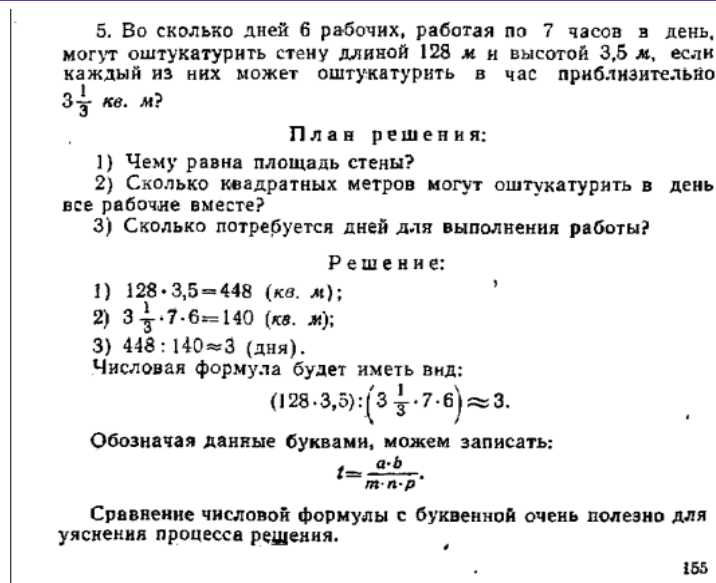 5. Во сколько дней 6 рабочих, работая по 7 часов в день,
могут оштукатурить стену длиной 128 м и высотой 3,5 м, если
каждый из них может оштукатурить в час приблизительно
3 1/3 кв. м?
План решения:
1) Чему равна площадь стены?
2) Сколько квадратных метров могут оштукатурить в день
все рабочие вместе?
3) Сколько потребуется дней для выполнения работы?
Решение:
1) 128·3,5=448 (кв. м);
2) 3 1/3·7·6=140 (кв. м);
3) 448:140≈3 (дня).
Числовая формула будет иметь вид:
(128·3,5):(3 1/3·7·6)≈3.
Обозначая данные буквами, можем записать:
t=a·b/m·n·p.
Сравнение числовой формулы с буквенной очень полезно для
уяснения процесса решения.
155